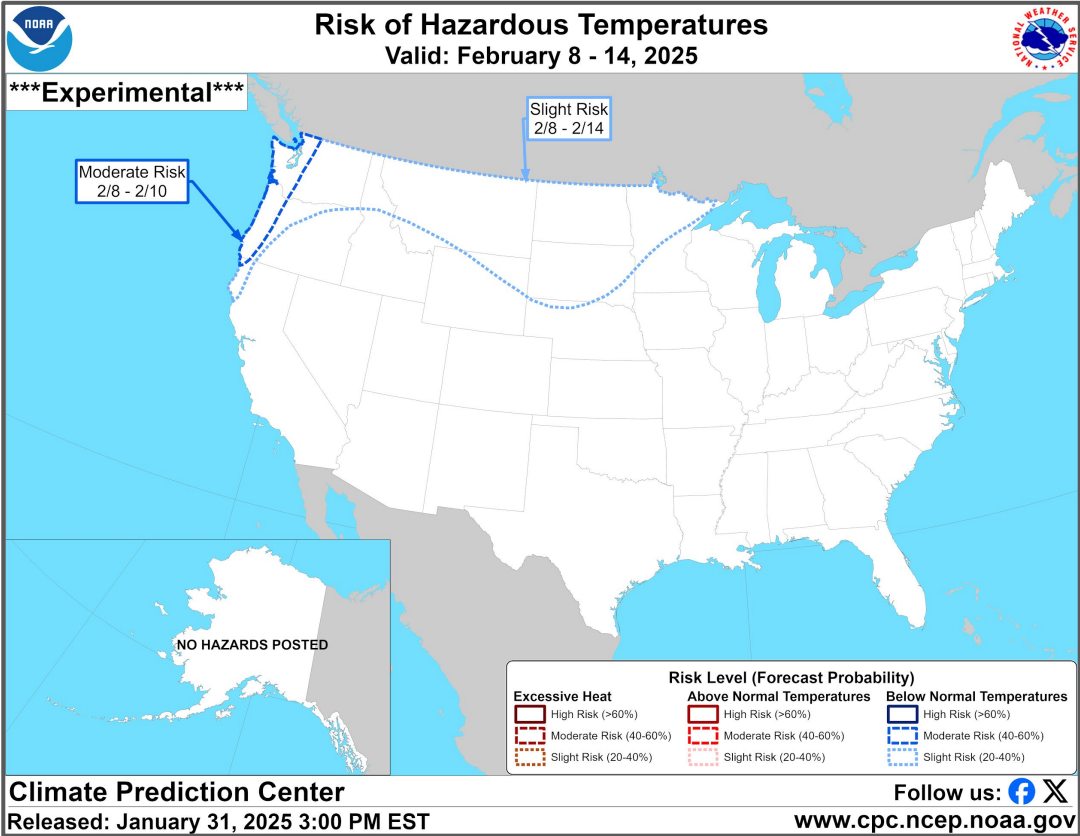 NOAA
Risk of Hazardous Temperatures
Valid: February 8 - 14, 2025
NATIONAL WEATHER SERVICE
***Experimental***
Slight Risk
2/8 - 2/14
Moderate Risk
2/8 - 2/10
NO HAZARDS POSTED
Risk Level (Forecast Probability)
Excessive Heat
High Risk (>60%)
Moderate Risk (40-60%)
Slight Risk (20-40%)
Above Normal Temperatures
High Risk (>60%)
Moderate Risk (40-60%)
Slight Risk (20-40%)
Below Normal Temperatures
High Risk (>60%)
Moderate Risk (40-60%)
Slight Risk (20-40%)
Climate Prediction Center
Follow us:
Released: January 31, 2025 3:00 PM EST
www.cpc.ncep.noaa.gov